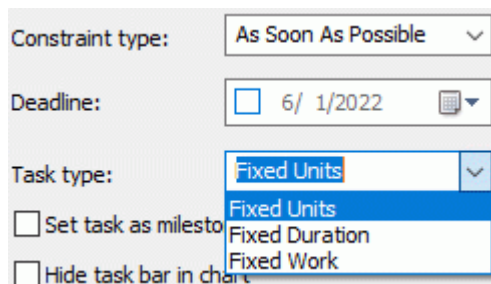 Constraint type: As Soon As Possible
Deadline: 6/ 1/2022
Task type: Fixed Units
Fixed Units
Set task as milesto
Fixed Duration
Fixed Work
Hide task bar in chart